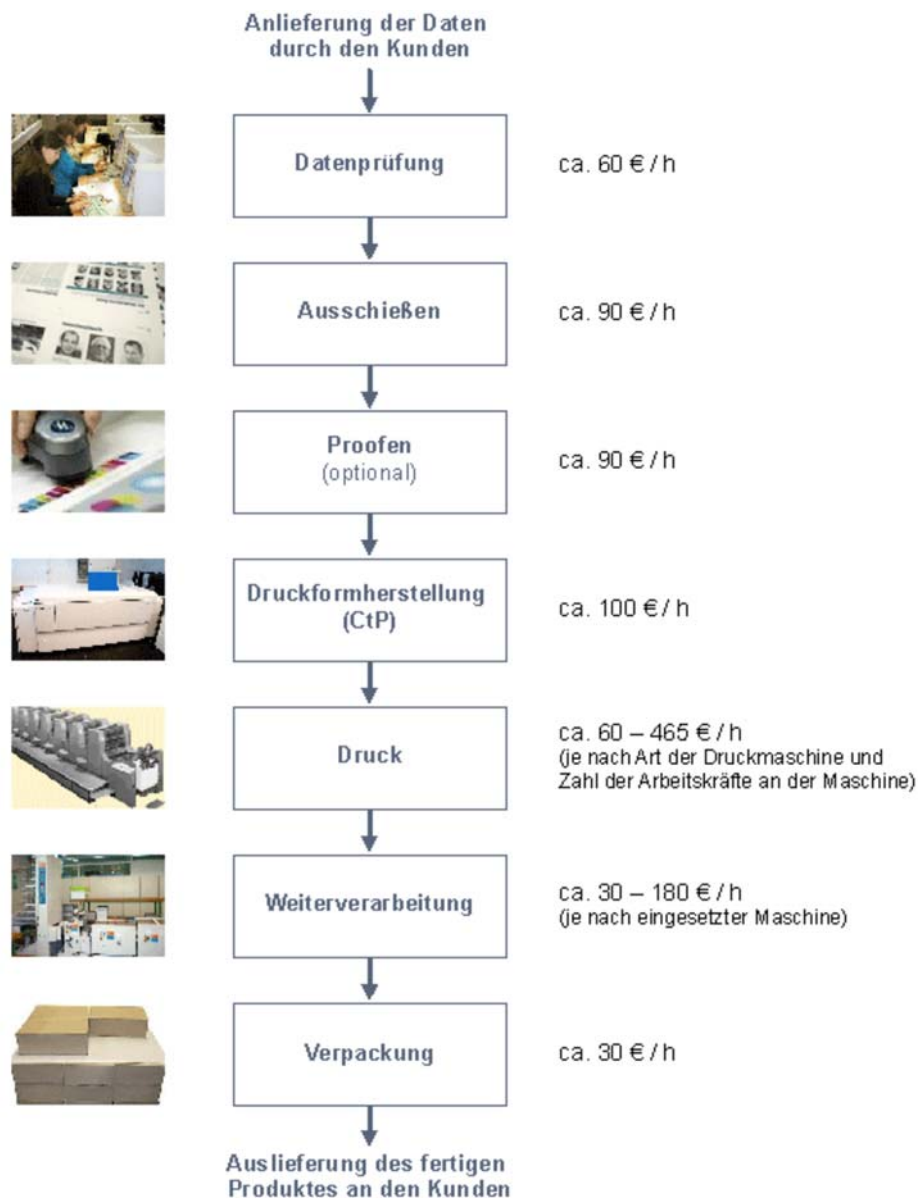 Anlieferung der Daten
durch den Kunden
Datenprüfung
ca. 60 € / h
Ausschießen
ca. 90 € / h
Proofen
(optional)
ca. 90 € / h
Druckformherstellung
(CtP)
ca. 100 € / h
Druck
ca. 60 – 465 € / h
(je nach Art der Druckmaschine und
Zahl der Arbeitskräfte an der Maschine)
Weiterverarbeitung
ca. 30 – 180 € / h
(je nach eingesetzter Maschine)
Verpackung
ca. 30 € / h
Auslieferung des fertigen
Produktes an den Kunden